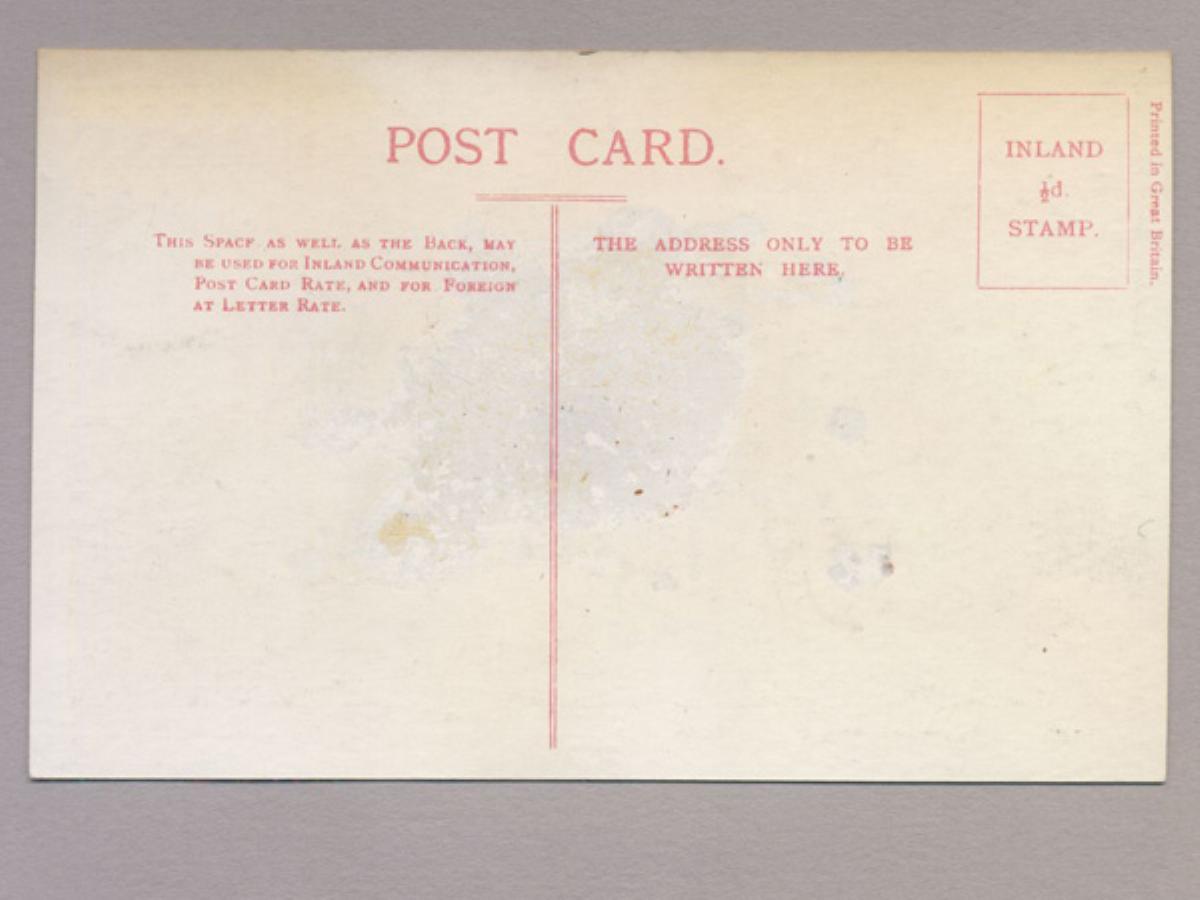 POST CARD.
THIS SPACE AS WELL AS THE BACK, MAY
BE USED FOR INLAND COMMUNICATION,
POST CARD RATE, AND FOR FOREIGN
AT LETTER RATE.
THE ADDRESS ONLY TO BE
WRITTEN HERE.
INLAND
½d.
STAMP.
Printed in Great Britain.